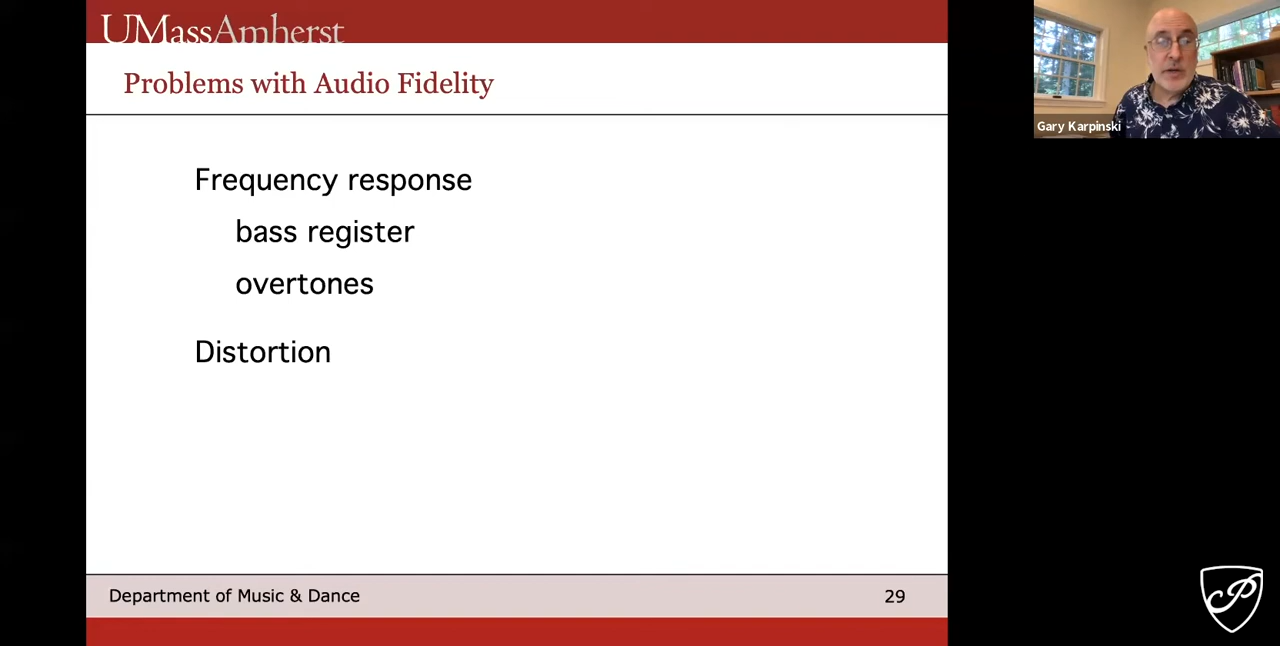 UMassAmherst
Problems with Audio Fidelity
Gary Karpinski
Frequency response
bass register
overtones
Distortion
Department of Music & Dance
29